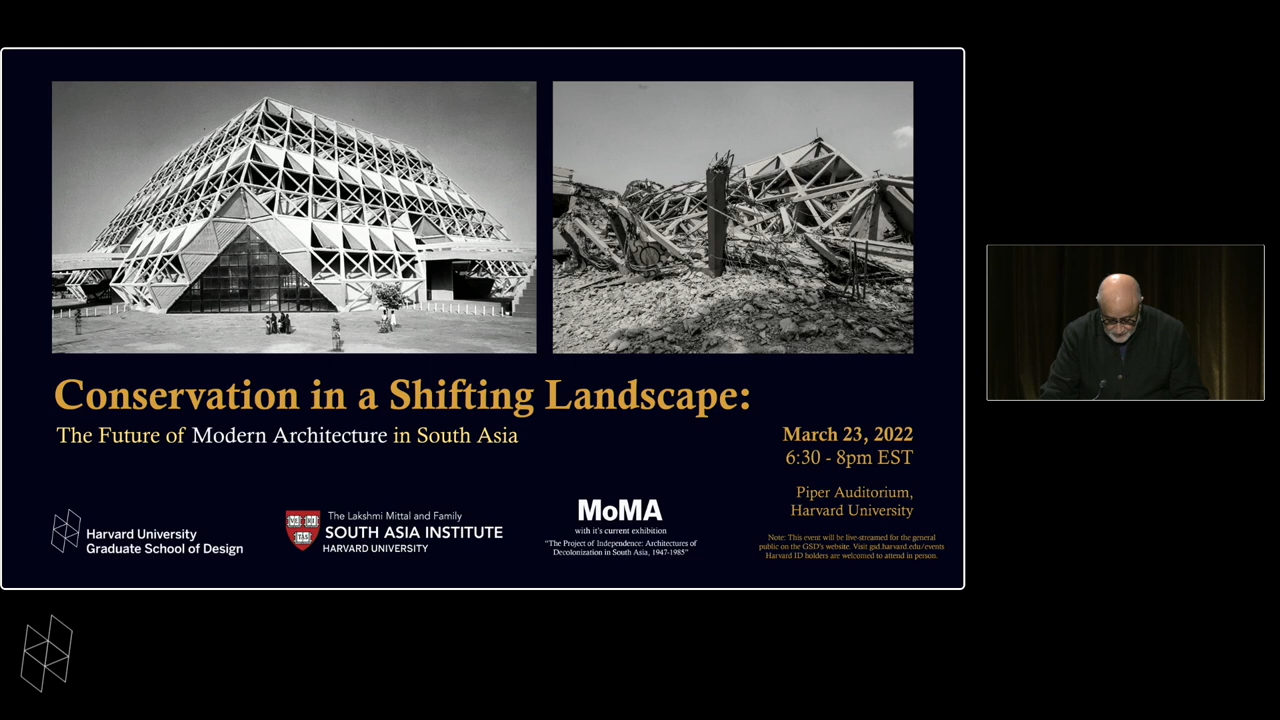 Conservation in a Shifting Landscape:
The Future of Modern Architecture in South Asia
March 23, 2022
6:30 - 8pm EST
Piper Auditorium,
Harvard University
Note: This event will be live-streamed for the general
public on the GSD's website. Visit gsd.harvard.edu/events
Harvard ID holders are welcomed to attend in person.
Harvard University
Graduate School of Design
VE RI TAS
The Lakshmi Mittal and Family
SOUTH ASIA INSTITUTE
HARVARD UNIVERSITY
MoMA
with it's current exhibition
"The Project of Independence: Architectures of
Decolonization in South Asia, 1947-1985"